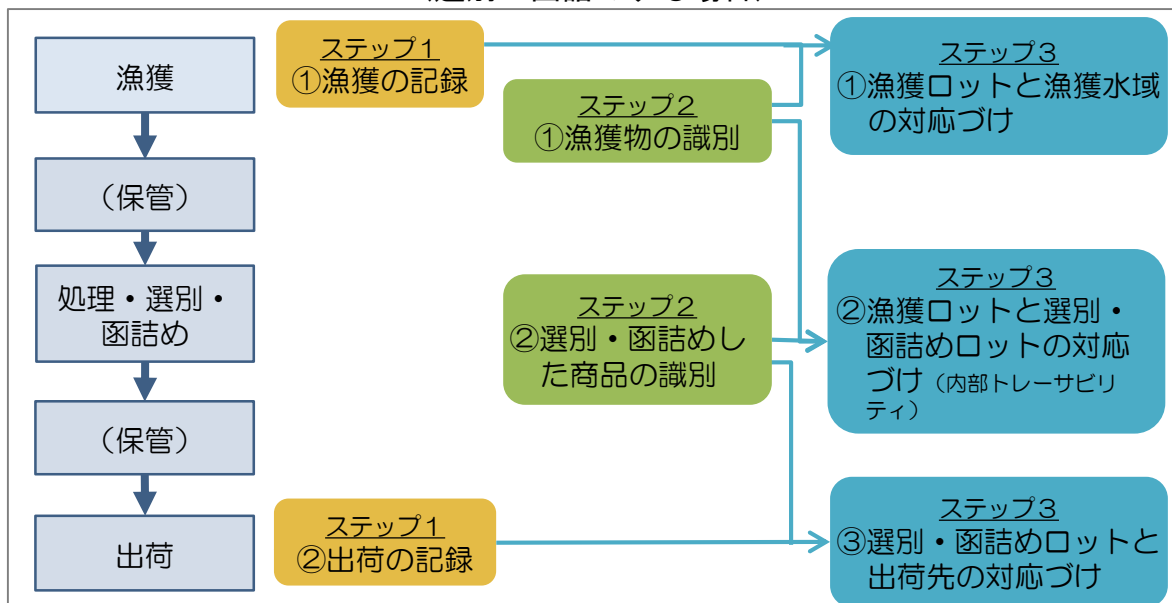 漁獲
(保管)
処理・選別・
函詰め
(保管)
出荷
ステップ1
①漁獲の記録
ステップ1
②出荷の記録
ステップ2
①漁獲物の識別
ステップ2
②選別・函詰めし
た商品の識別
ステップ3
①漁獲ロットと漁獲水域
の対応づけ
ステップ3
②漁獲ロットと選別・
函詰めロットの対応
づけ(内部トレーサビリ
ティ)
ステップ3
③選別・函詰めロットと
出荷先の対応づけ